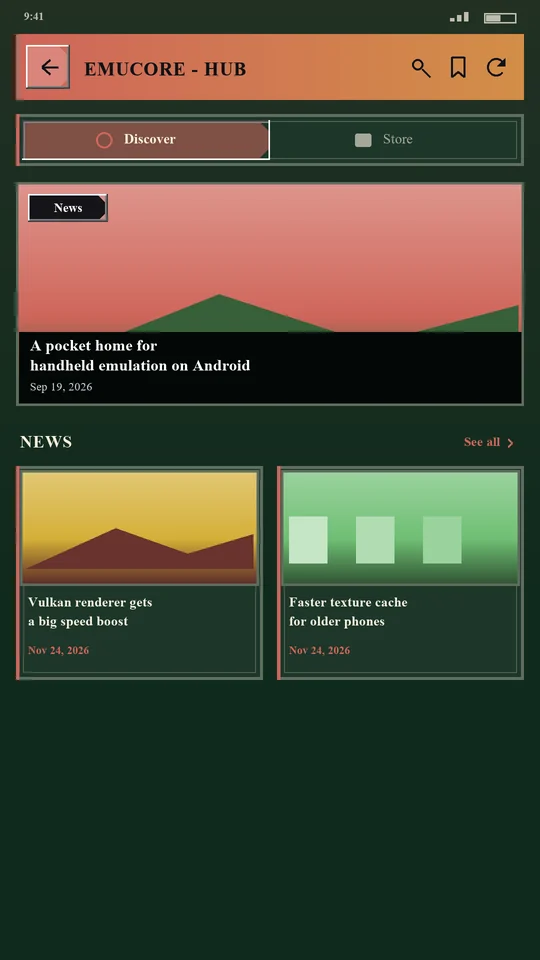 9:41
EMUCORE - HUB
Discover
Store
News
A pocket home for
handheld emulation on Android
Sep 19, 2026
NEWS
See all
Vulkan renderer gets
a big speed boost
Nov 24, 2026
Faster texture cache
for older phones
Nov 24, 2026